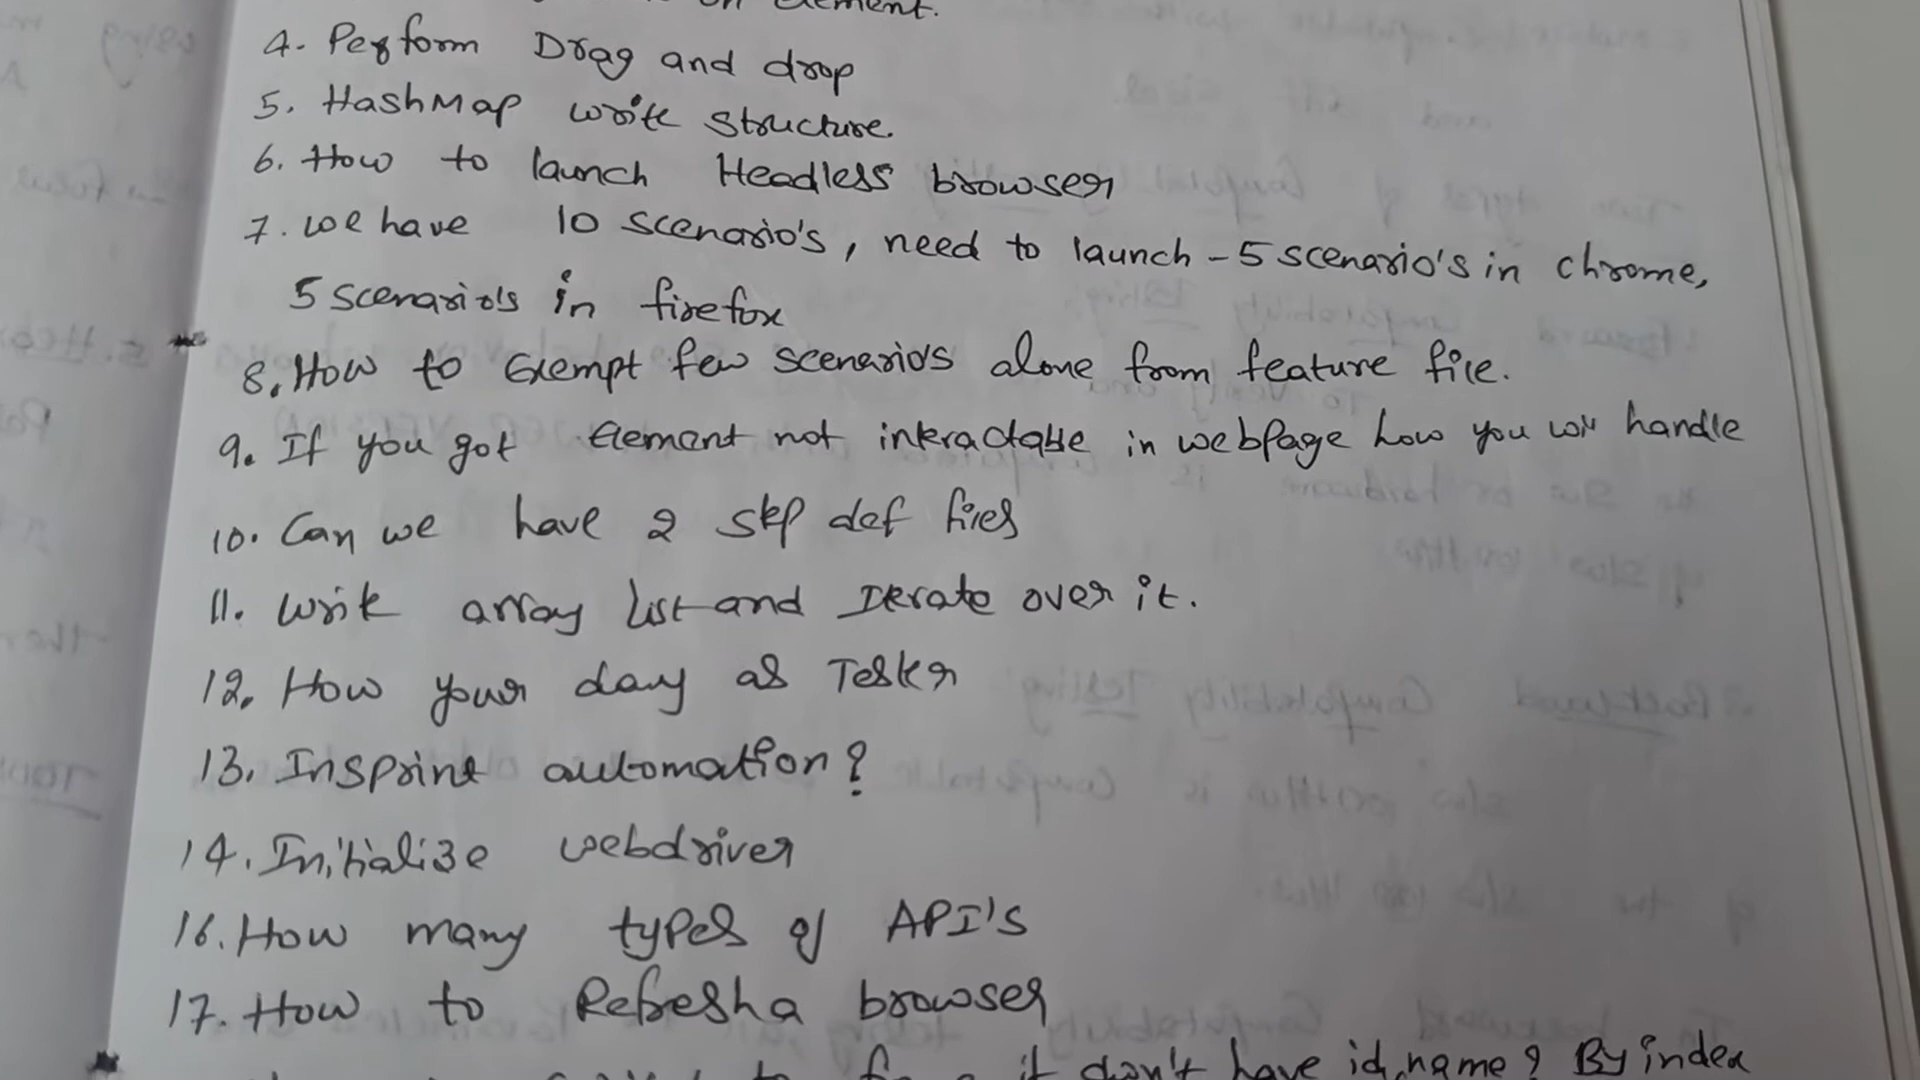 on element.
4. Perform Drag and drop
5. HashMap write structure.
6. How to launch Headless browser
7. we have 10 scenario's, need to launch - 5 scenario's in chrome,
5 scenario's in firefox
8. How to Exempt few scenario's alone from feature file.
9. If you got Element not interactable in webpage how you will handle
10. Can we have 2 step def files
11. Write array list and Iterate over it.
12. How your day as Tester
13. Insprint automation?
14. Initialize webdriver
16. How many types of API's
17. How to Refresh a browser
it don't have id, name? By index